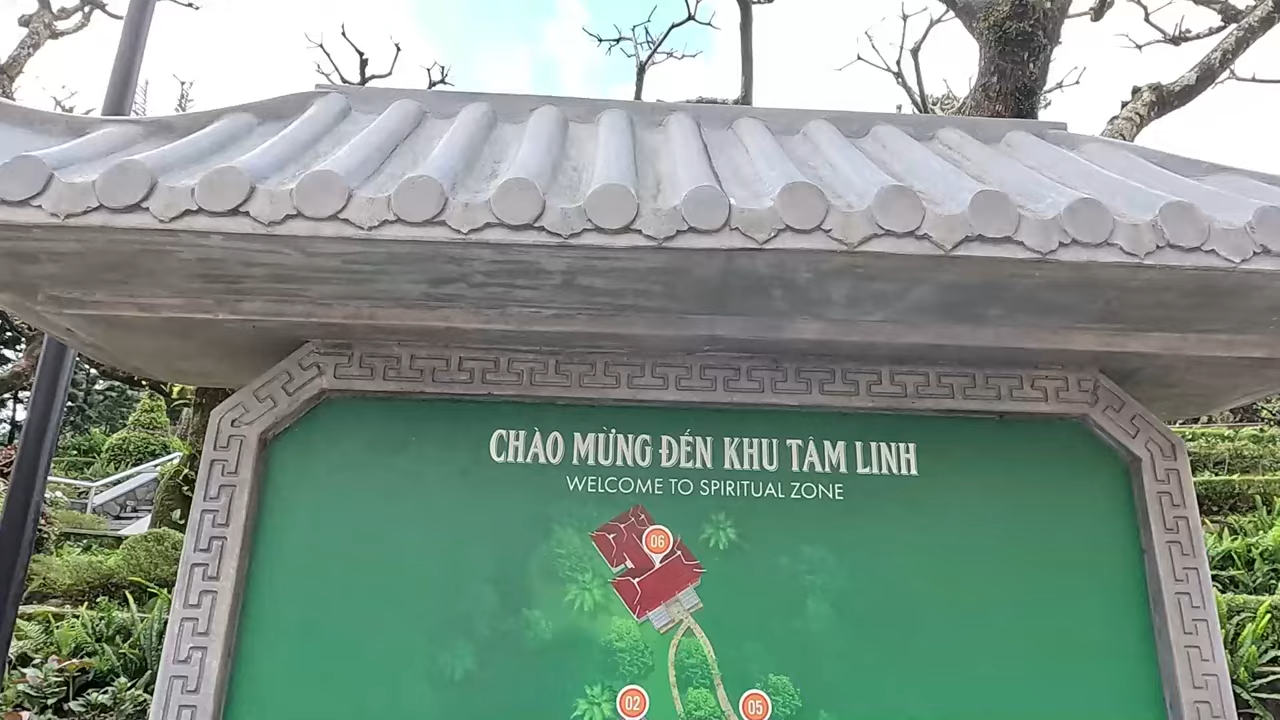 CHÀO MỪNG ĐẾN KHU TÂM LINH
WELCOME TO SPIRITUAL ZONE
06
02
05